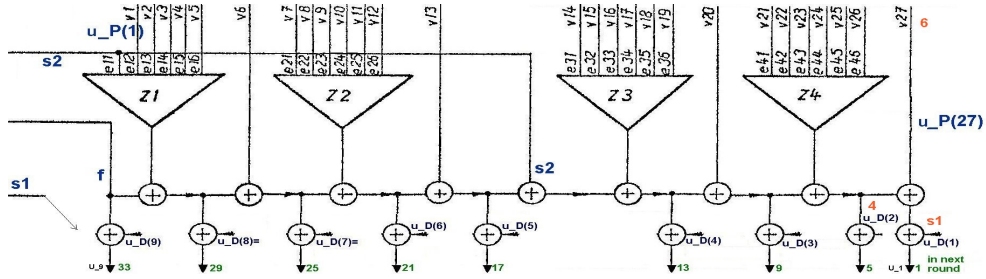 v1 v2 v3 v4 v5 v6 v7 v8 v9 v10 v11 v12 v13 v14 v15 v16 v17 v18 v19 v20 v21 v22 v23 v24 v25 v26 v27
6
u_P(1)
s2
e11 e12 e13 e14 e15 e16 e21 e22 e23 e24 e25 e26 e31 e32 e33 e34 e35 e36 e41 e42 e43 e44 e45 e46
Z1 Z2 Z3 Z4
u_P(27)
f s2
s1
4 s1
u_D(9) u_D(8)= u_D(7)= u_D(6) u_D(5) u_D(4) u_D(3) u_D(2) u_D(1)
U_9 33 29 25 21 17 13 9 5 U_1 1 in next
round